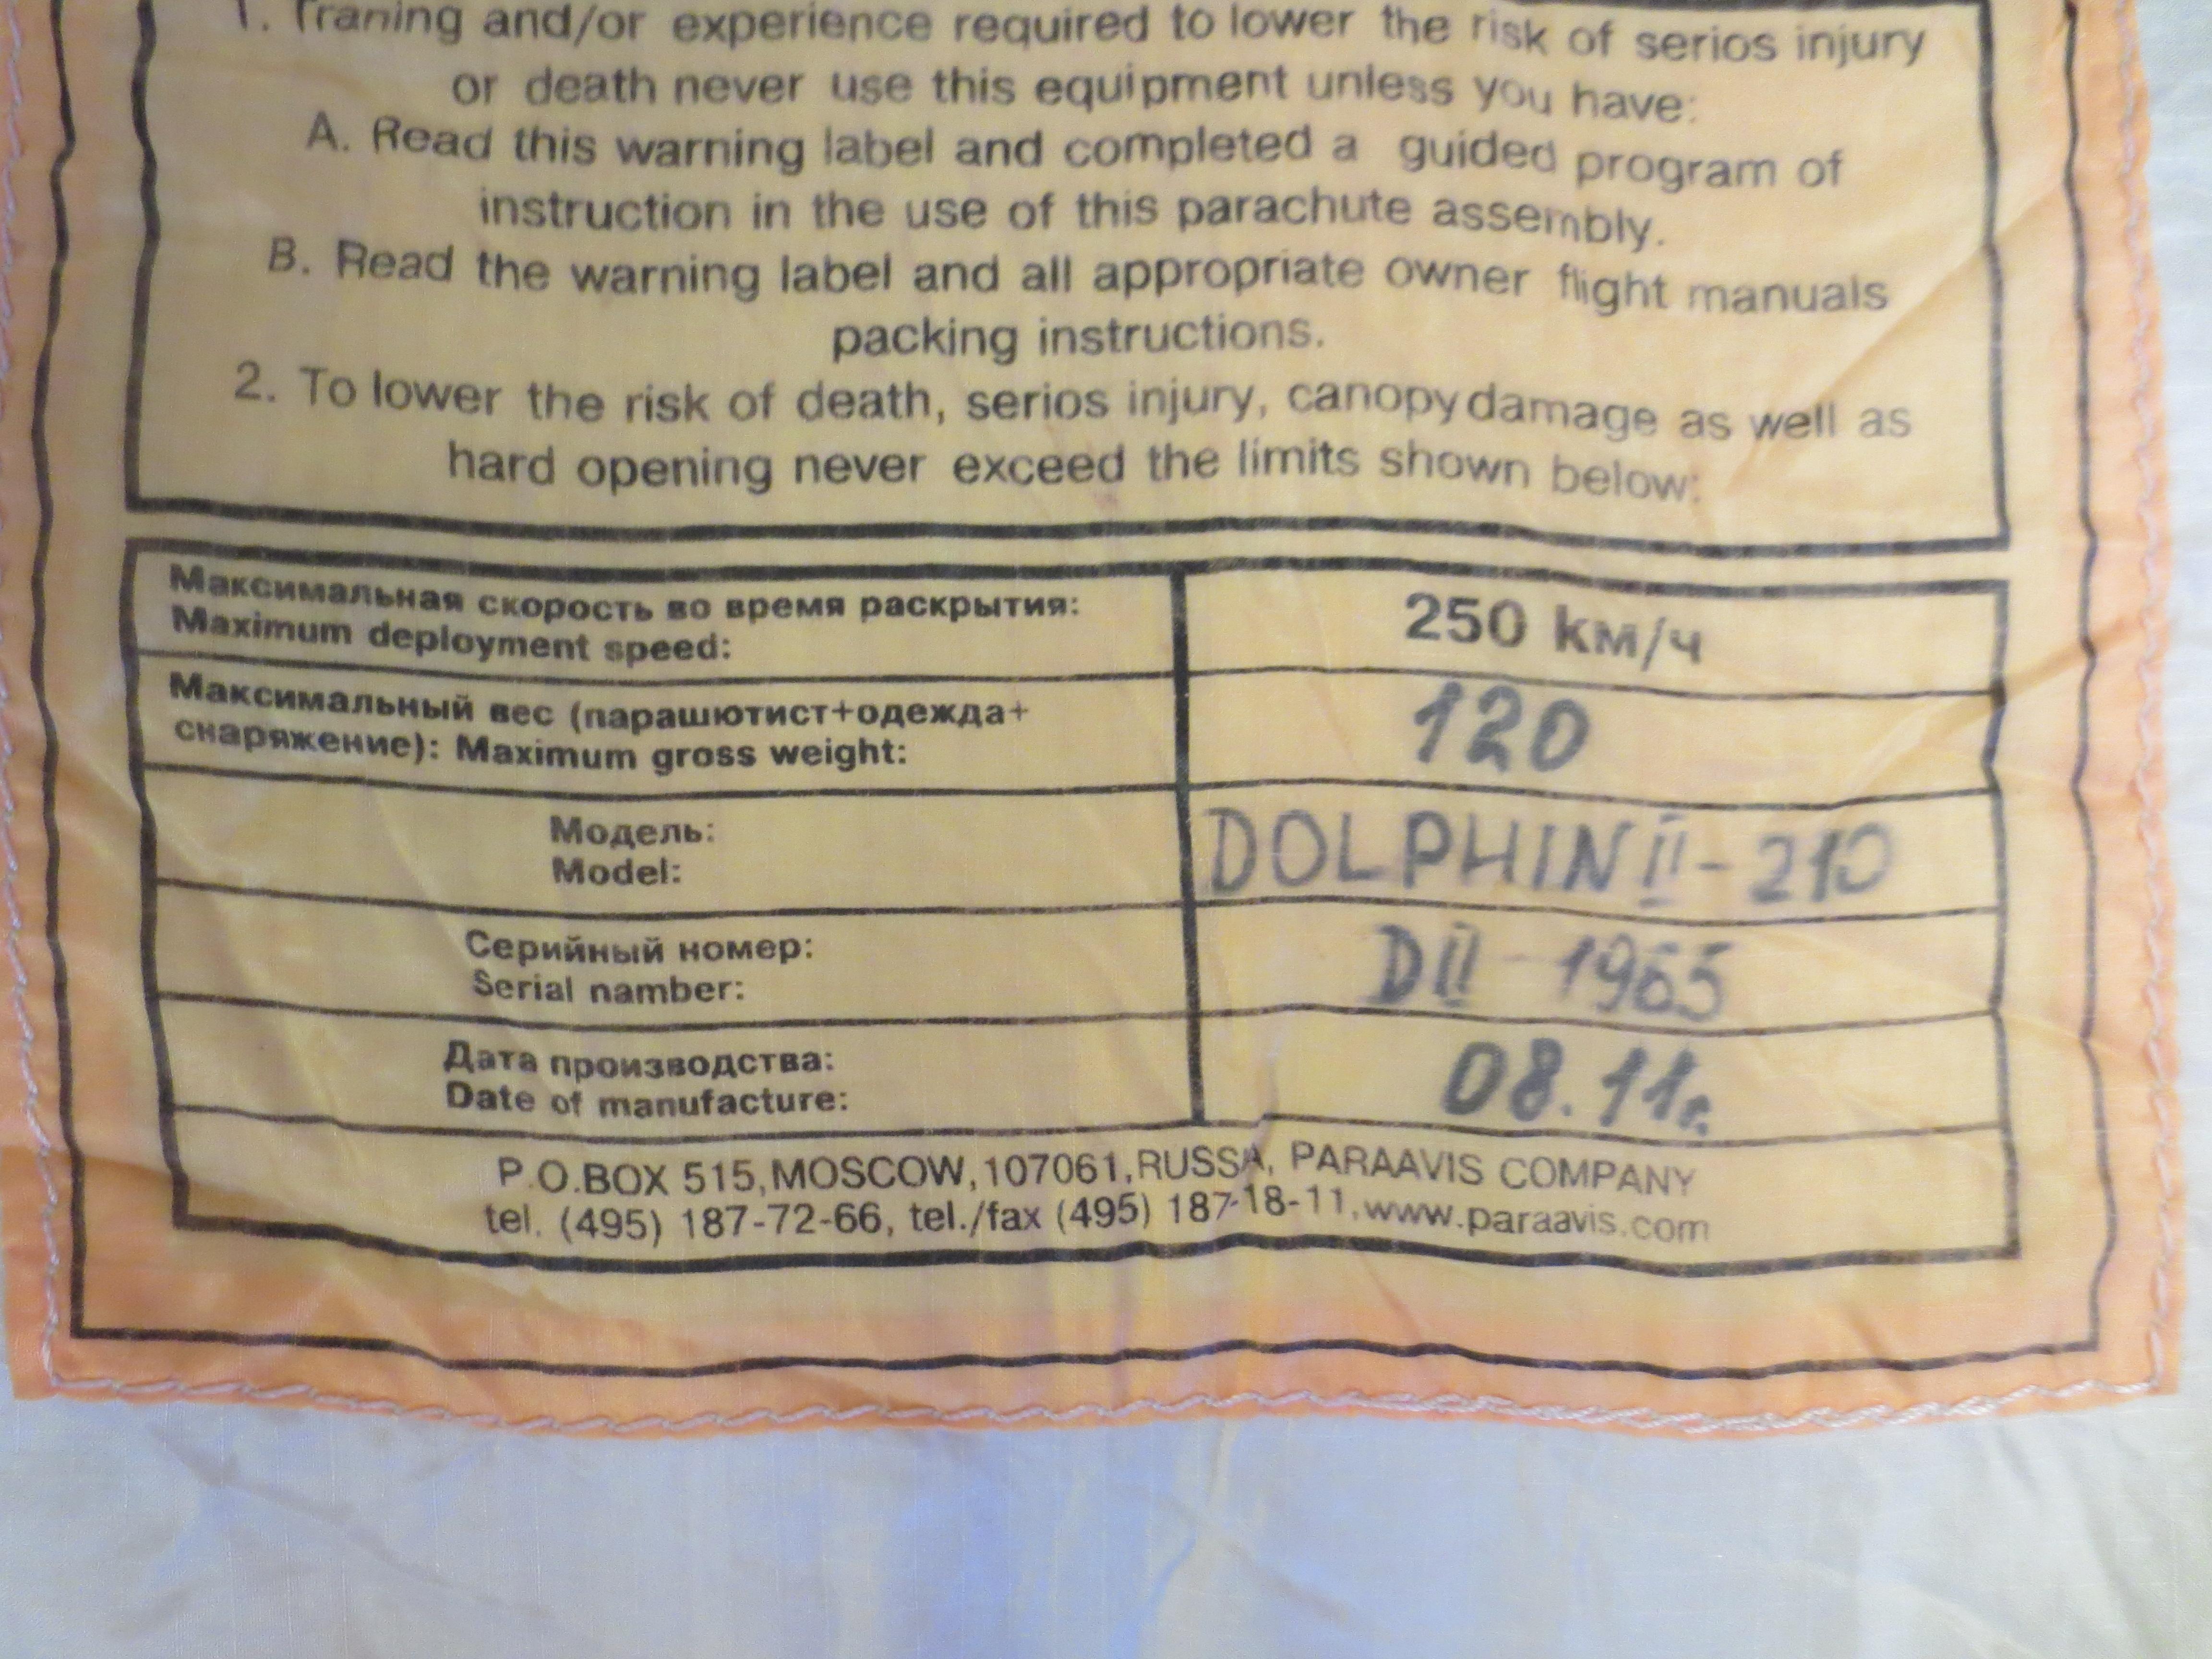 1. Traning and/or experience required to lower the risk of serios injury
or death never use this equipment unless you have:
A. Read this warning label and completed a guided program of
instruction in the use of this parachute assembly.
B. Read the warning label and all appropriate owner flight manuals
packing instructions.
2. To lower the risk of death, serios injury, canopy damage as well as
hard opening never exceed the limits shown below:
Максимальная скорость во время раскрытия:
Maximum deployment speed:
250 км/ч
Максимальный вес (парашютист+одежда+
снаряжение): Maximum gross weight:
120
Модель:
Model:
DOLPHIN II - 210
Серийный номер:
Serial namber:
DII - 1965
Дата производства:
Date of manufacture:
08.11г.
P.O.BOX 515, MOSCOW, 107061, RUSSA, PARAAVIS COMPANY
tel. (495) 187-72-66, tel./fax (495) 187-18-11, www.paraavis.com